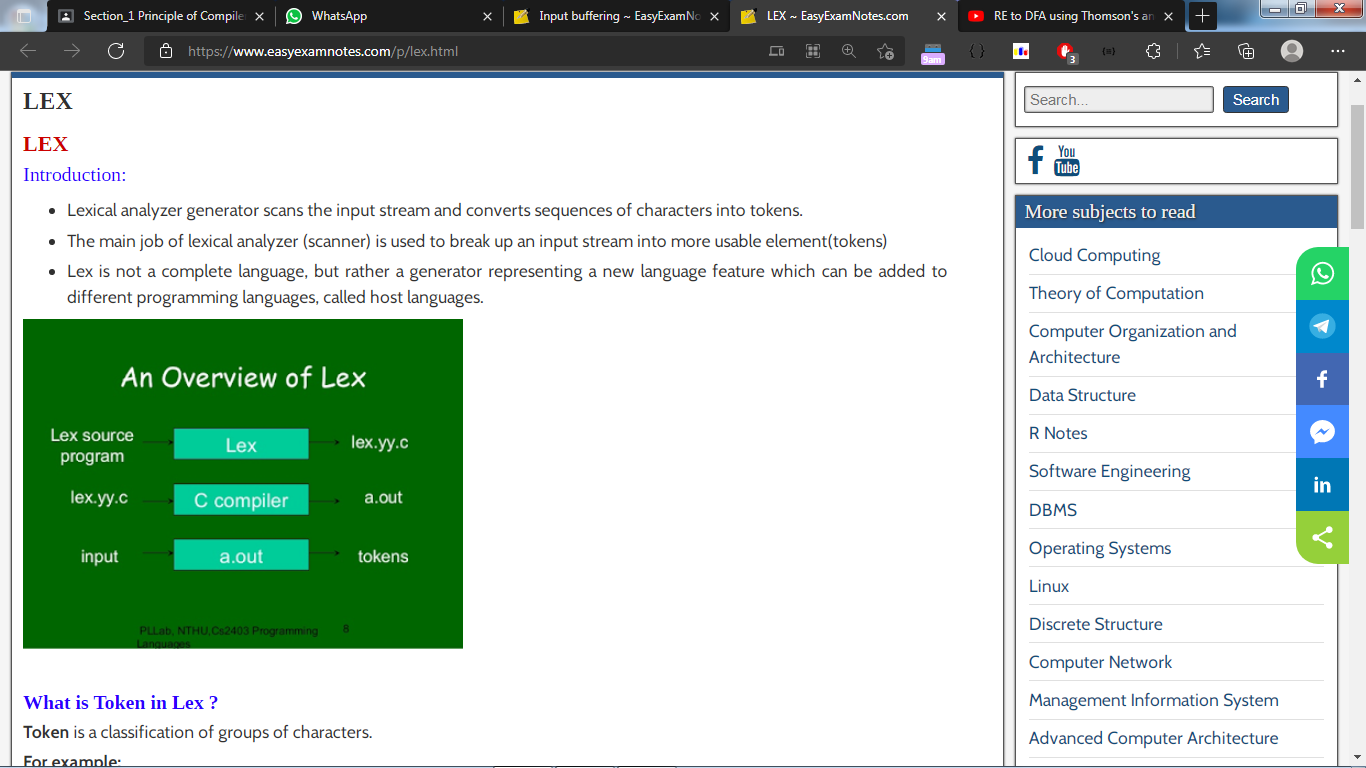 Section_1 Principle of Compile
WhatsApp
Input buffering ~ EasyExamNo
LEX ~ EasyExamNotes.com
RE to DFA using Thomson's an
https://www.easyexamnotes.com/p/lex.html
9am
3
LEX
LEX
Introduction:
Lexical analyzer generator scans the input stream and converts sequences of characters into tokens.
The main job of lexical analyzer (scanner) is used to break up an input stream into more usable element(tokens)
Lex is not a complete language, but rather a generator representing a new language feature which can be added to
different programming languages, called host languages.
An Overview of Lex
Lex source
program
Lex
lex.yy.c
lex.yy.c
C compiler
a.out
input
a.out
tokens
PLLab, NTHU,Cs2403 Programming
Languages
8
What is Token in Lex ?
Token is a classification of groups of characters.
For example:
Search...
Search
You
Tube
More subjects to read
Cloud Computing
Theory of Computation
Computer Organization and
Architecture
Data Structure
R Notes
Software Engineering
DBMS
Operating Systems
Linux
Discrete Structure
Computer Network
Management Information System
Advanced Computer Architecture